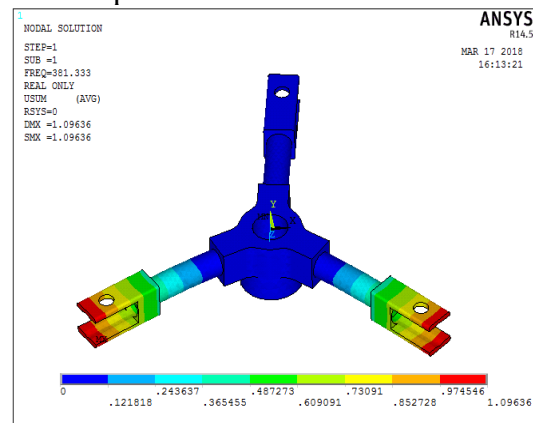 1
NODAL SOLUTION
STEP=1
SUB =1
FREQ=381.333
REAL ONLY
USUM (AVG)
RSYS=0
DMX =1.09636
SMX =1.09636
ANSYS
R14.5
MAR 17 2018
16:13:21
Y
Z
0 .243637 .487273 .73091 .974546
.121818 .365455 .609091 .852728 1.09636